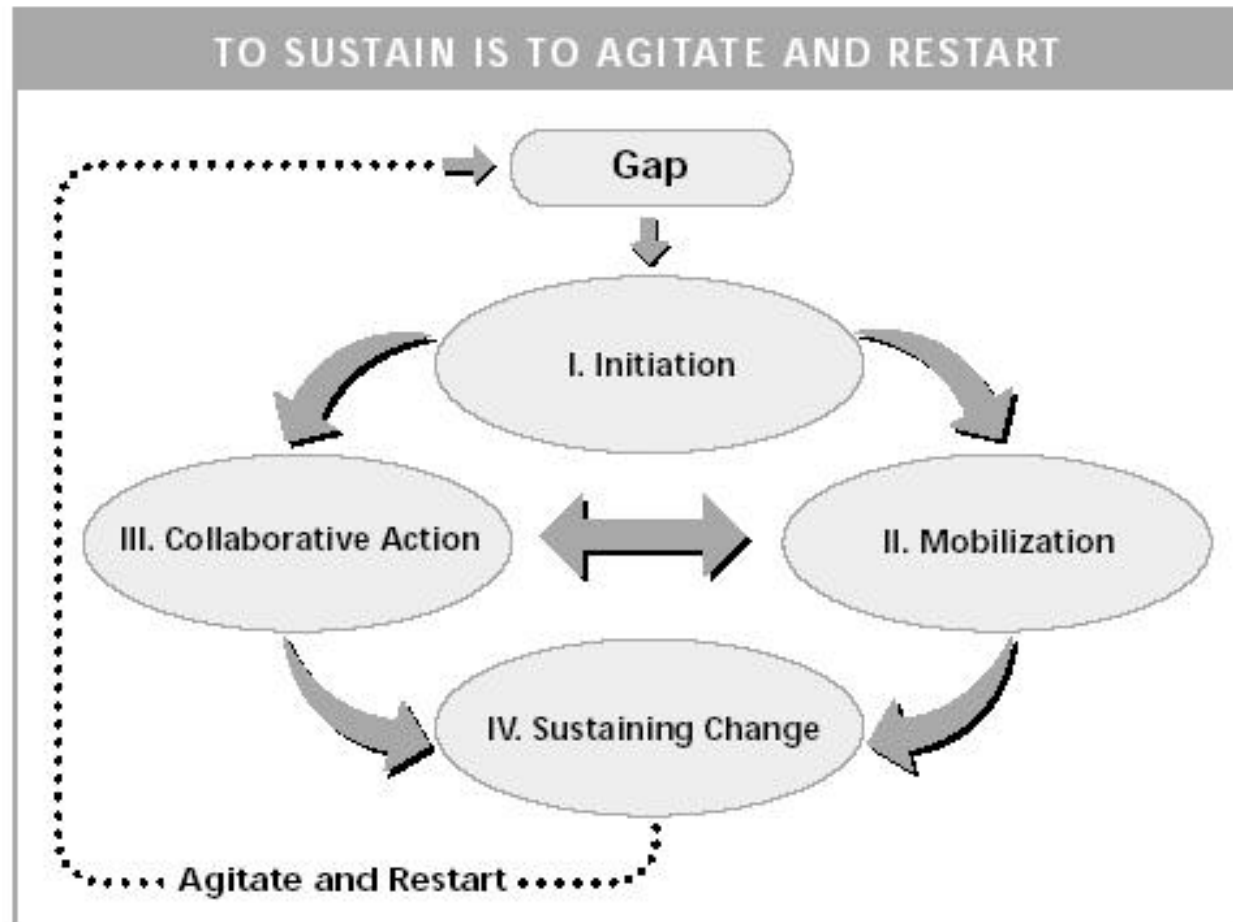 TO SUSTAIN IS TO AGITATE AND RESTART
Gap
I. Initiation
III. Collaborative Action
II. Mobilization
IV. Sustaining Change
Agitate and Restart